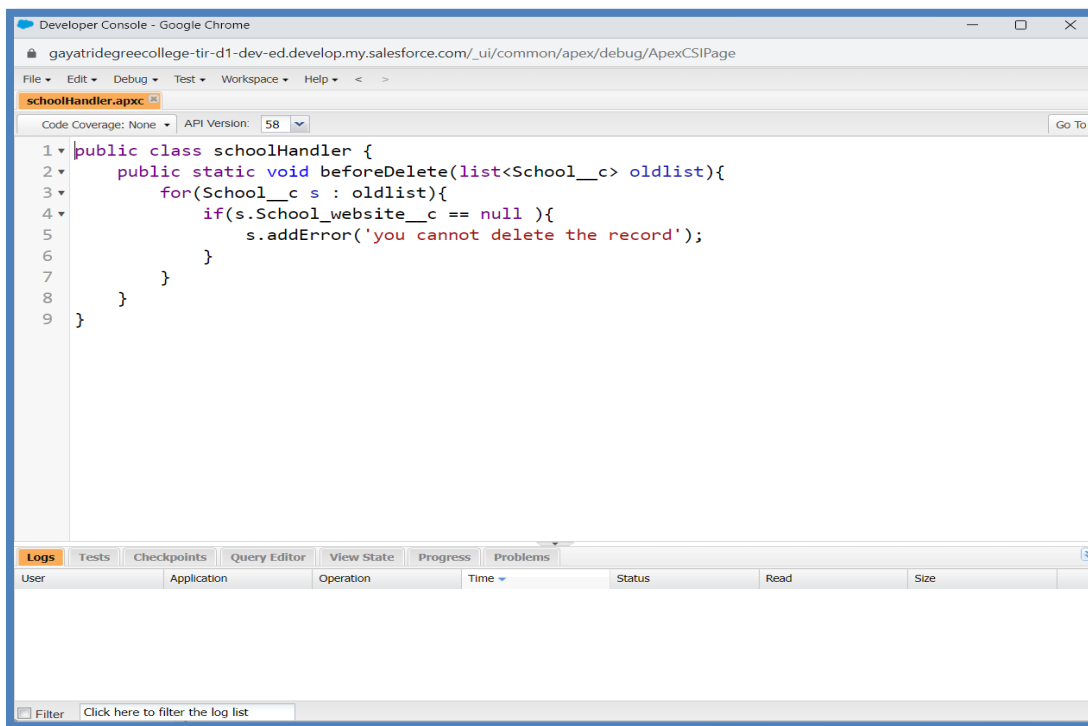 Developer Console - Google Chrome
gayatridegreecollege-tir-d1-dev-ed.develop.my.salesforce.com/_ui/common/apex/debug/ApexCSIPage
File Edit Debug Test Workspace Help < >
schoolHandler.apxc
Code Coverage: None API Version: 58 Go To
1 public class schoolHandler {
2 public static void beforeDelete(list<School__c> oldlist){
3 for(School__c s : oldlist){
4 if(s.School_website__c == null ){
5 s.addError('you cannot delete the record');
6 }
7 }
8 }
9 }
Logs Tests Checkpoints Query Editor View State Progress Problems
User Application Operation Time Status Read Size
Filter Click here to filter the log list